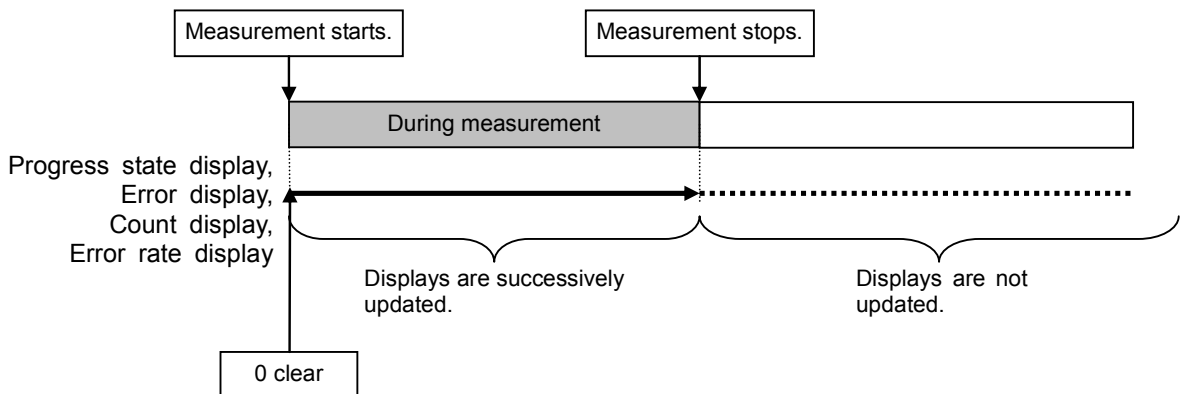 Measurement starts.
Measurement stops.
During measurement
Progress state display,
Error display,
Count display,
Error rate display
Displays are successively
updated.
Displays are not
updated.
0 clear